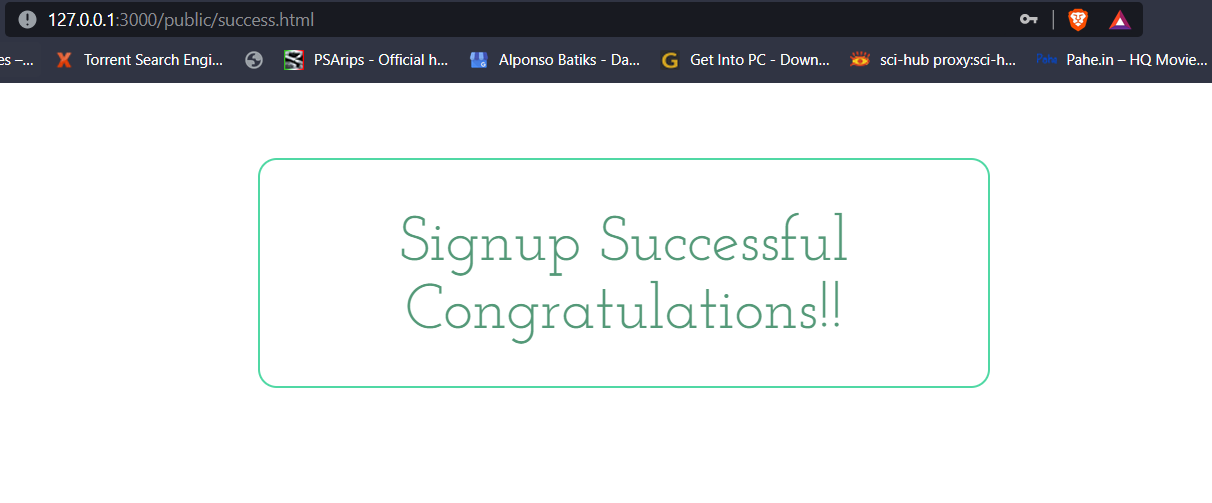 127.0.0.1:3000/public/success.html
es –... Torrent Search Engi... PSArips - Official h... Alponso Batiks - Da... Get Into PC - Down... sci-hub proxy:sci-h... Pahe Pahe.in – HQ Movie...
Signup Successful
Congratulations!!